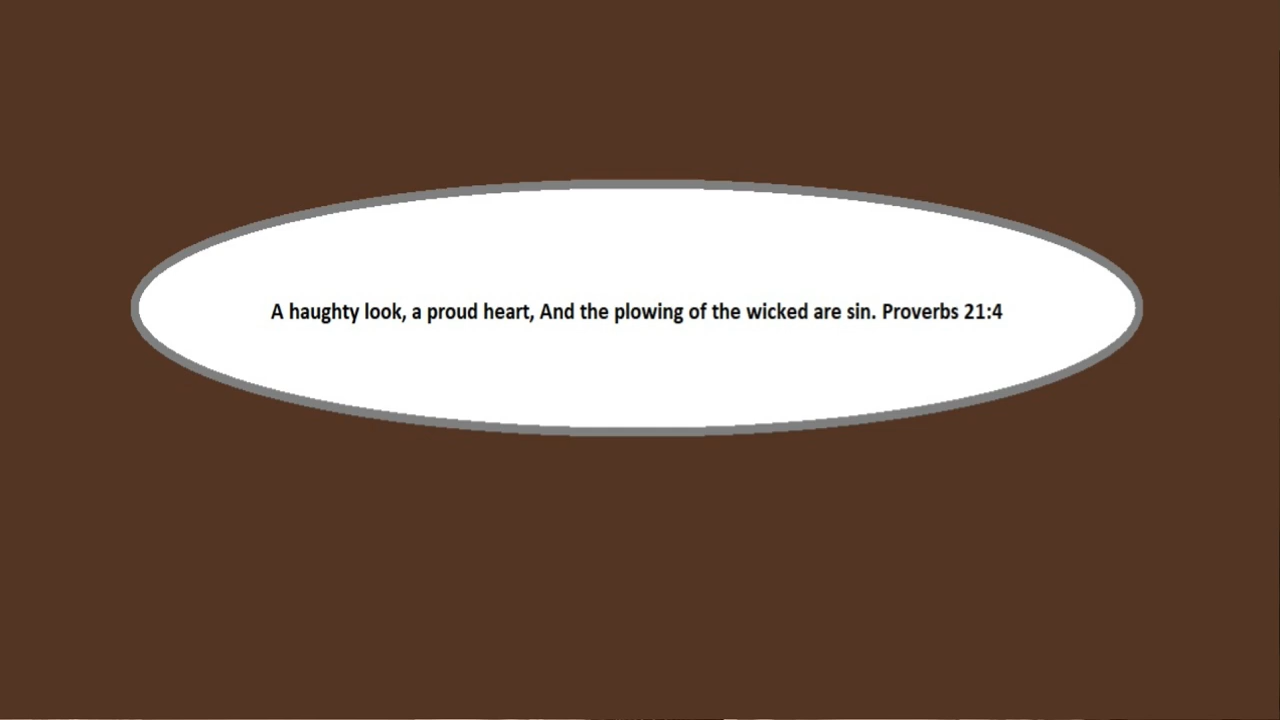 A haughty look, a proud heart, And the plowing of the wicked are sin. Proverbs 21:4